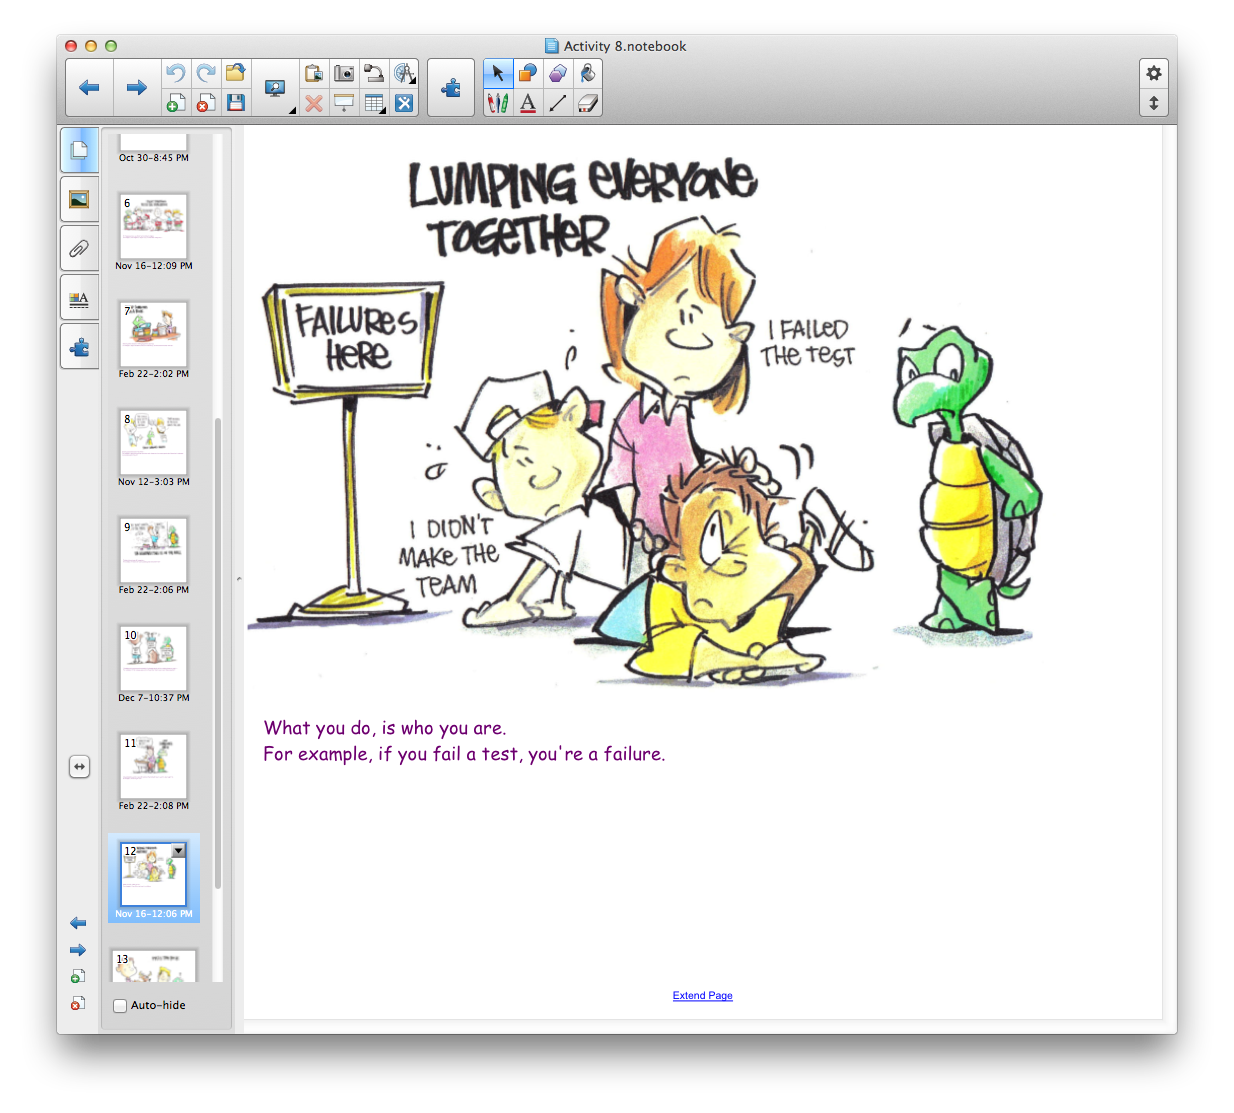 Activity 8.notebook
Oct 30-8:45 PM
6
Nov 16-12:09 PM
7
Feb 22-2:02 PM
8
Nov 12-3:03 PM
9
Feb 22-2:06 PM
10
Dec 7-10:37 PM
11
Feb 22-2:08 PM
12
Nov 16-12:06 PM
13
Auto-hide
LUMPING EVERYONE
TOGETHER
FAILURES
HERE
I FAILED
THE TEST
I DIDN'T
MAKE THE
TEAM
What you do, is who you are.
For example, if you fail a test, you're a failure.
Extend Page